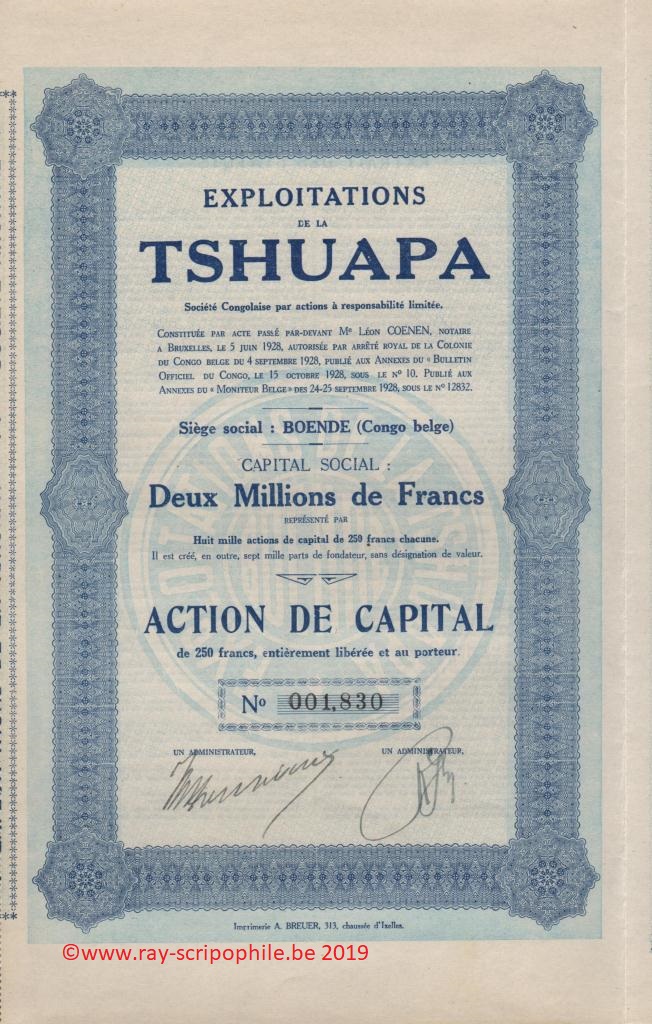 EXPLOITATIONS
DE LA
TSHUAPA
Société Congolaise par actions à responsabilité limitée.
Constituée par acte passé par-devant Me Léon COENEN, notaire
a Bruxelles, le 5 juin 1928, autorisée par arrêté royal de la Colonie
du Congo belge du 4 septembre 1928, publié aux Annexes du « Bulletin
Officiel du Congo, le 15 octobre 1928, sous le No 10. Publié aux
Annexes du « Moniteur Belge » des 24-25 septembre 1928, sous le No 12832.
Siège social : BOENDE (Congo belge)
CAPITAL SOCIAL :
Deux Millions de Francs
REPRÉSENTÉ PAR
Huit mille actions de capital de 250 francs chacune.
Il est créé, en outre, sept mille parts de fondateur, sans désignation de valeur.
ACTION DE CAPITAL
de 250 francs, entièrement libérée et au porteur.
No 001,830
UN ADMINISTRATEUR, UN ADMINISTRATEUR,
Imprimerie A. BREUER, 313, chaussée d'Ixelles.
©www.ray-scripophile.be 2019